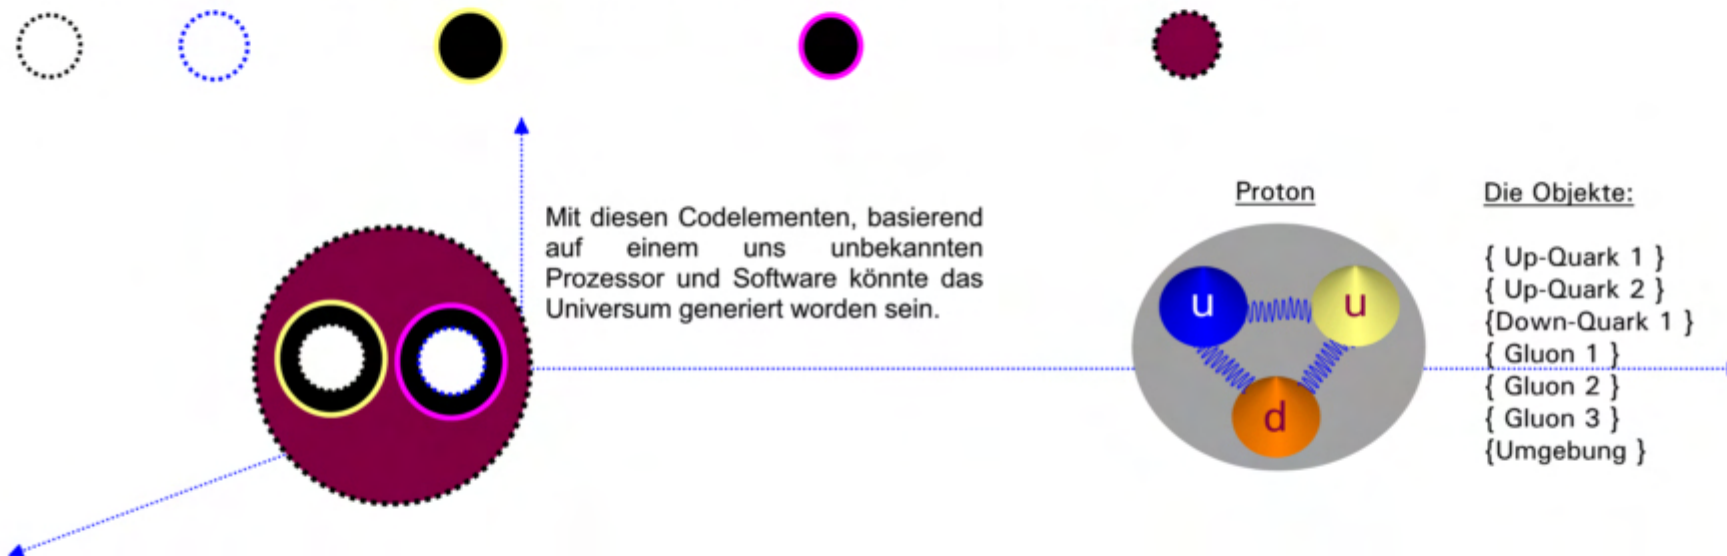 Mit diesen Codelementen, basierend
auf einem uns unbekannten
Prozessor und Software könnte das
Universum generiert worden sein.
Proton
u
u
d
Die Objekte:
{ Up-Quark 1 }
{ Up-Quark 2 }
{Down-Quark 1 }
{ Gluon 1 }
{ Gluon 2 }
{ Gluon 3 }
{Umgebung }